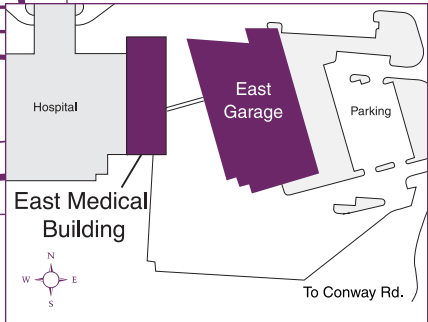 Hospital
East
Garage
Parking
East Medical
Building
N
W
E
S
To Conway Rd.